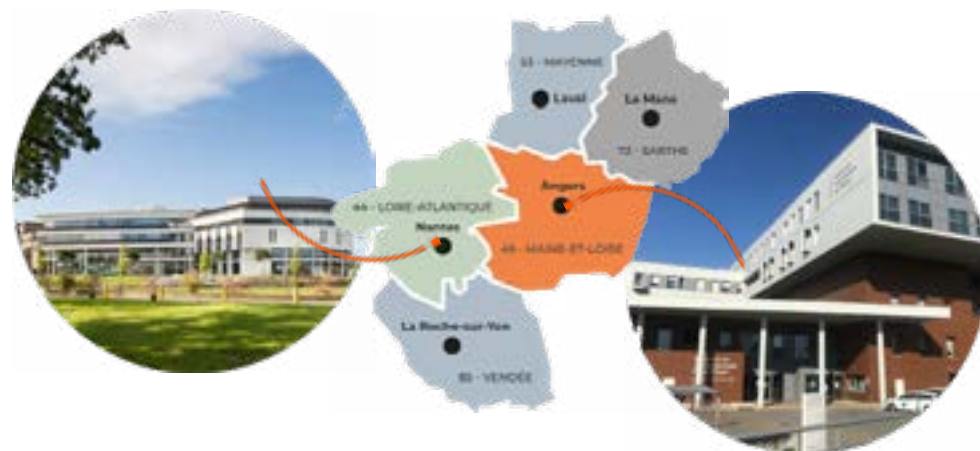 53 - MAYENNE
Laval
Le Mans
72 - SARTHE
Angers
44 - LOIRE-ATLANTIQUE
Nantes
49 - MAINE-ET-LOIRE
La Roche-sur-Yon
85 - VENDÉE